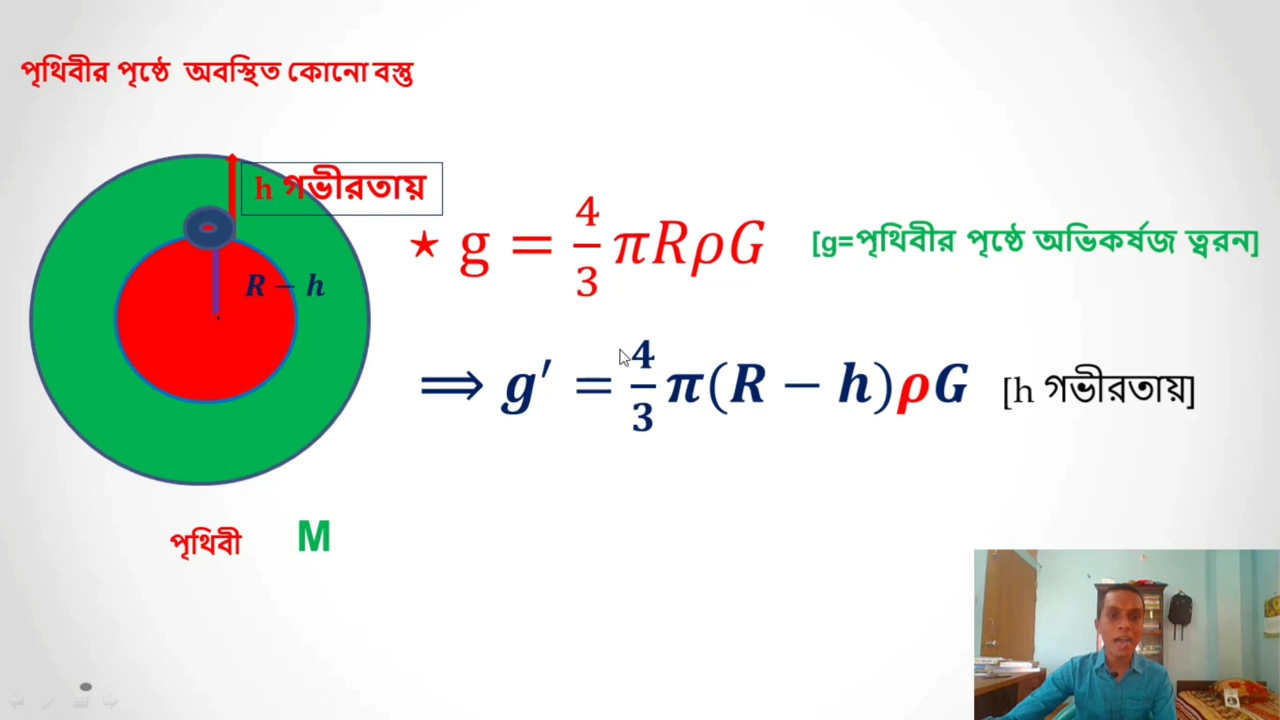 পৃথিবীর পৃষ্ঠে অবস্থিত কোনো বস্তু
h গভীরতায়
★ g = 4/3 πRρG [g=পৃথিবীর পৃষ্ঠে অভিকর্ষজ ত্বরন]
R − h
⟹ g′ = 4/3 π(R − h)ρG [h গভীরতায়]
পৃথিবী M